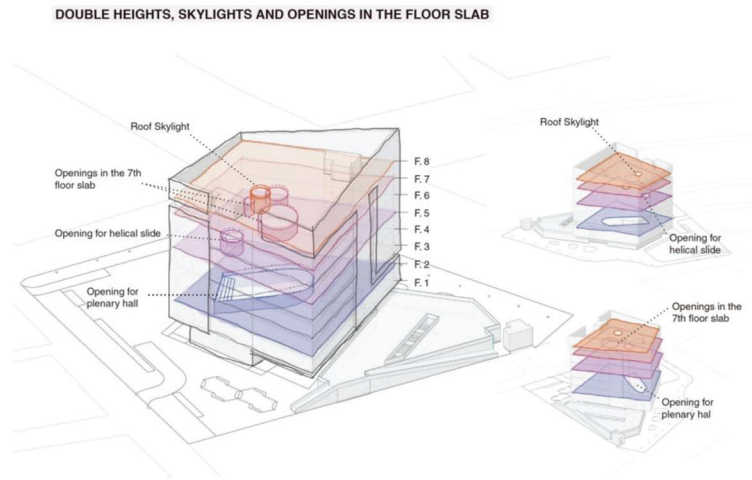 DOUBLE HEIGHTS, SKYLIGHTS AND OPENINGS IN THE FLOOR SLAB
Roof Skylight
Openings in the 7th
floor slab
Opening for helical slide
Opening for
plenary hall
F. 8
F. 7
F. 6
F. 5
F. 4
F. 3
F. 2
F. 1
Roof Skylight
Opening for
helical slide
Openings in the
7th floor slab
Opening for
plenary hal